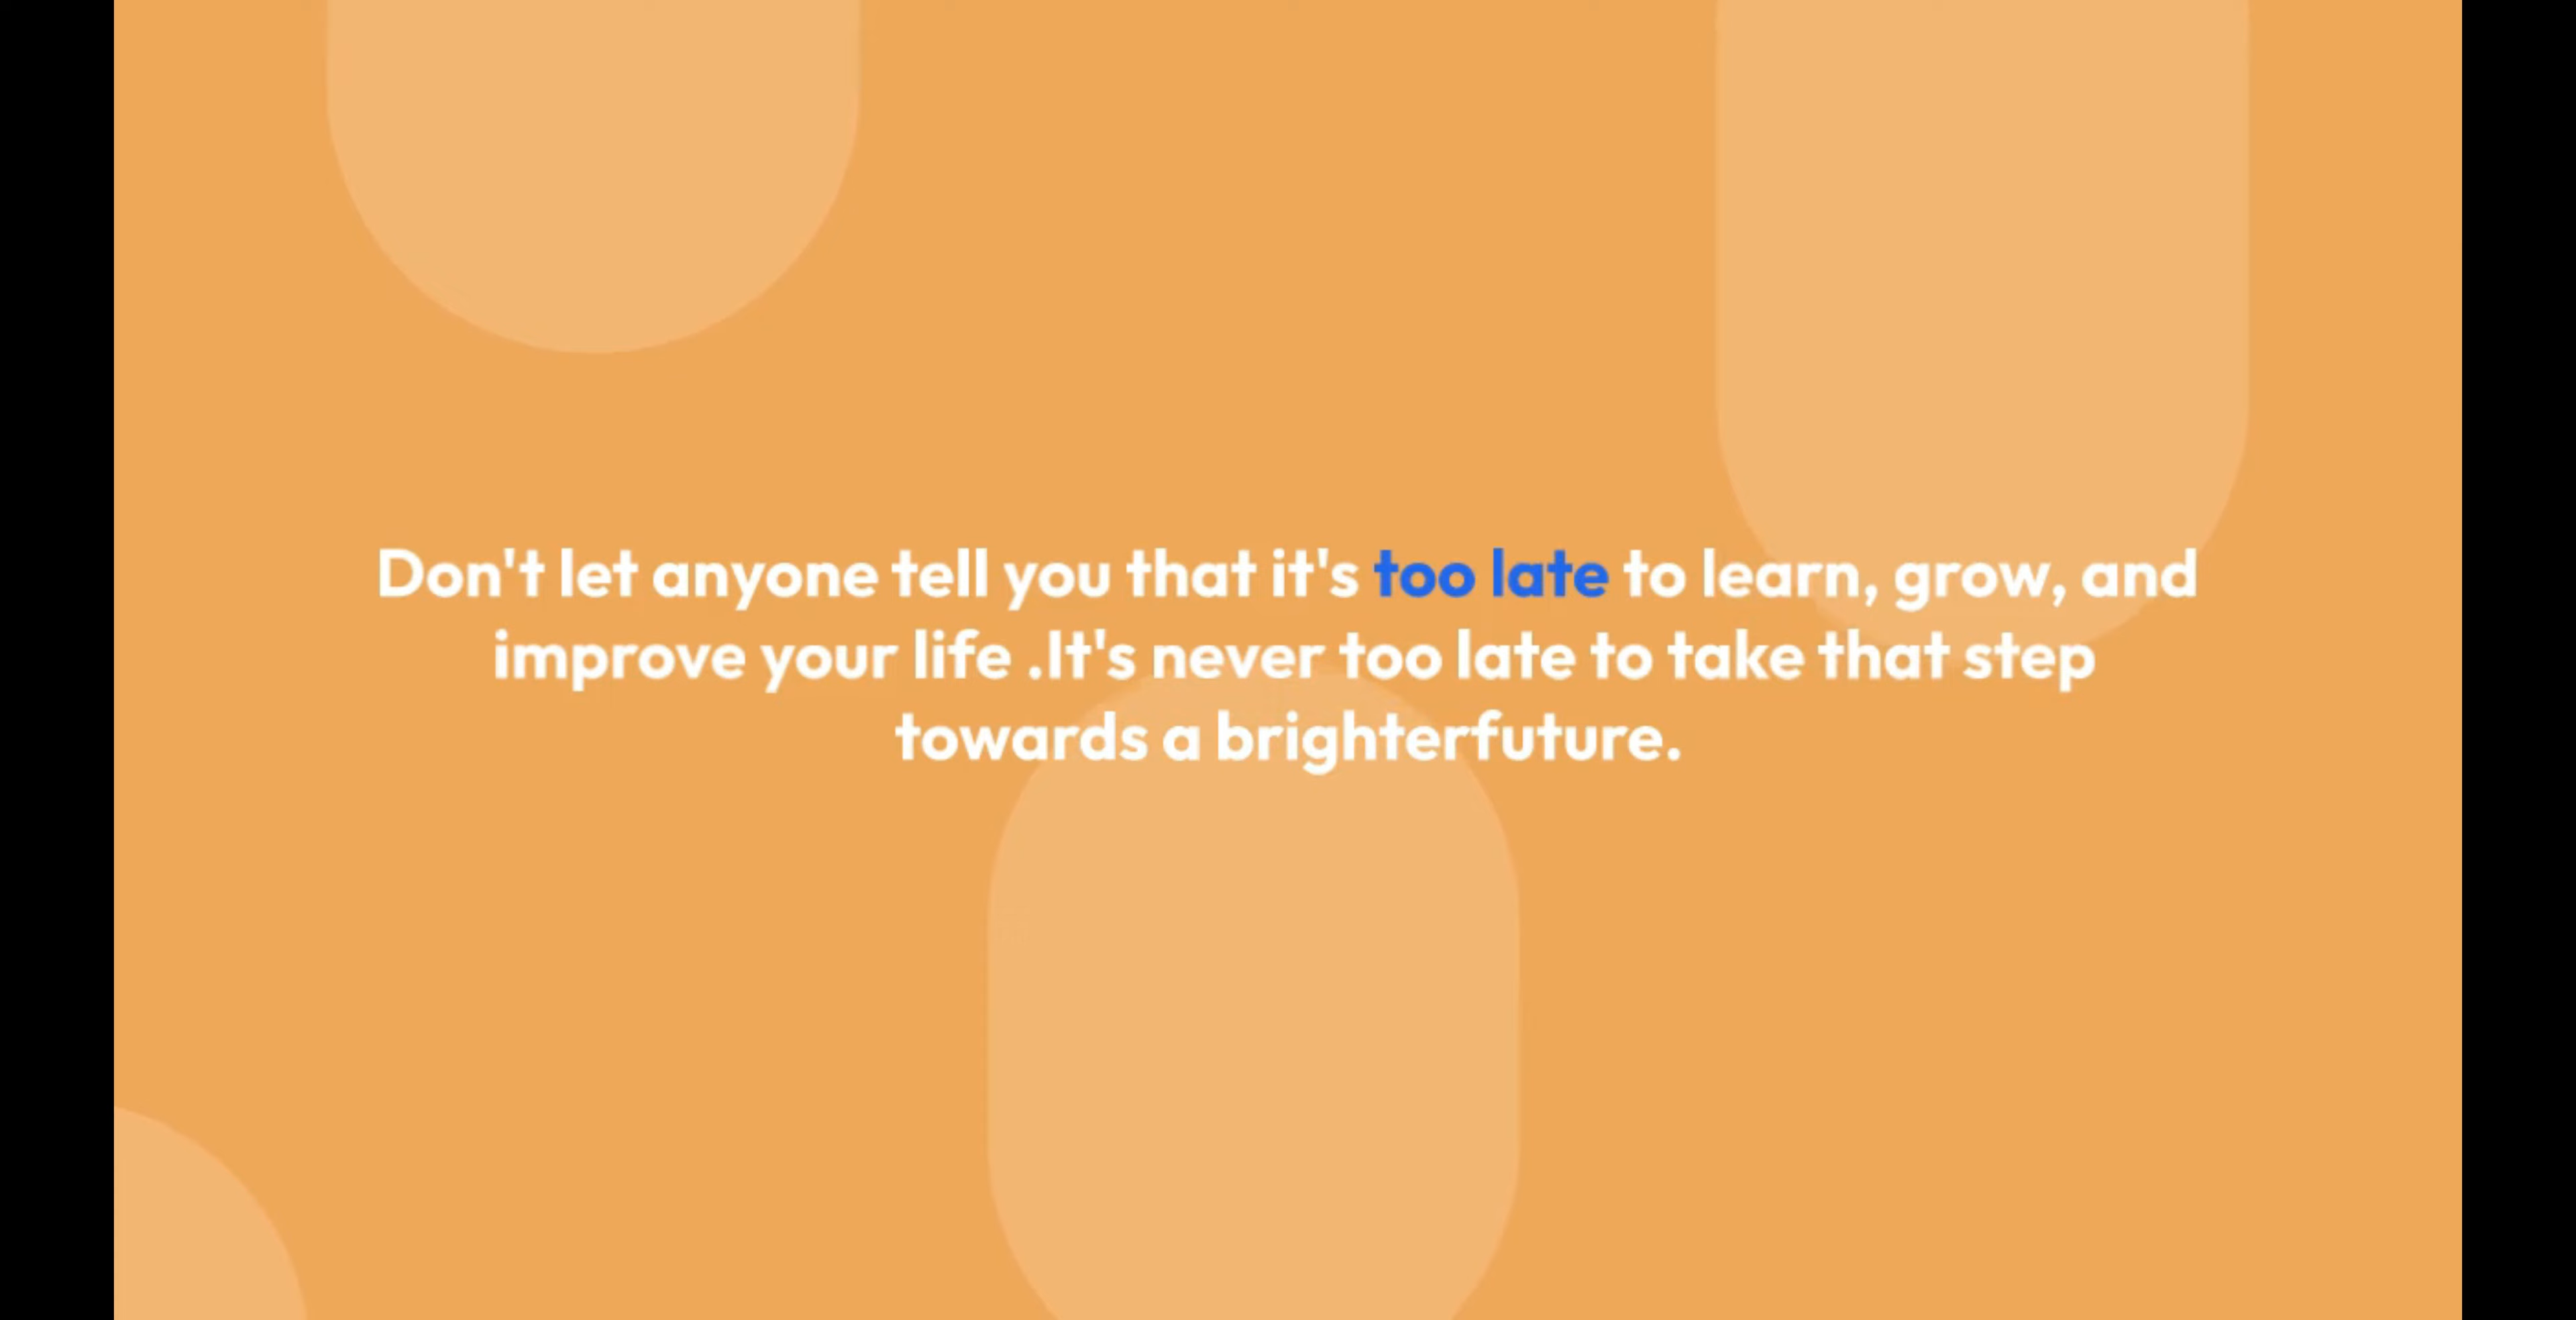 Don't let anyone tell you that it's too late to learn, grow, and
improve your life .It's never too late to take that step
towards a brighterfuture.